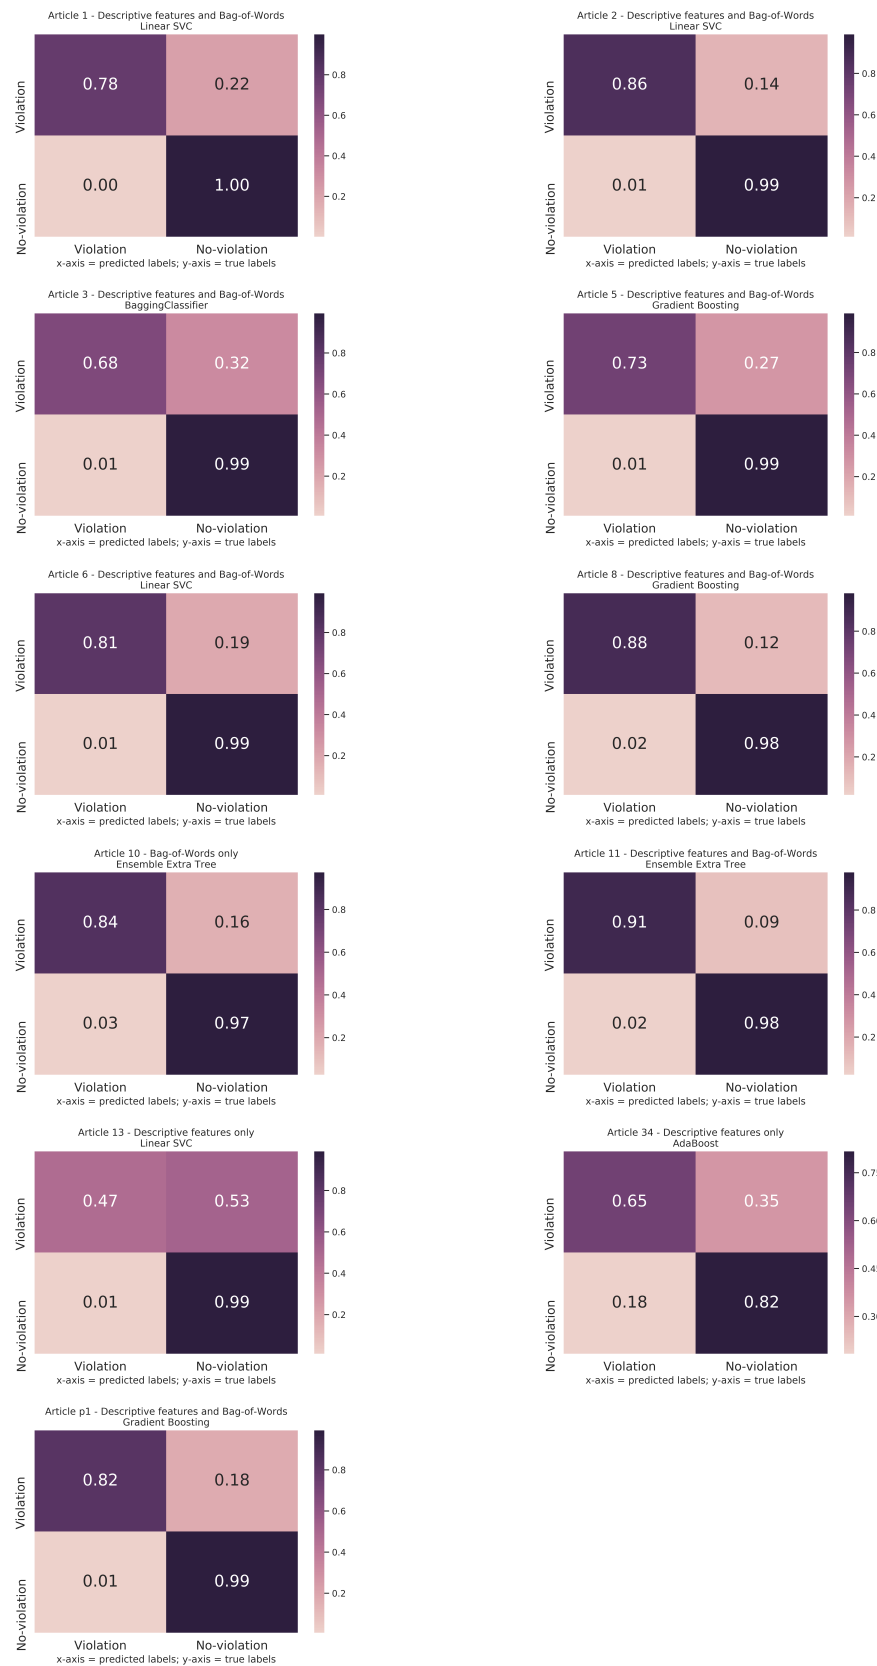 Article 1 - Descriptive features and Bag-of-Words
Linear SVC
Violation
0.78
0.22
No-violation
0.00
1.00
0.8
0.6
0.4
0.2
Violation
No-violation
x-axis = predicted labels; y-axis = true labels
Article 2 - Descriptive features and Bag-of-Words
Linear SVC
Violation
0.86
0.14
No-violation
0.01
0.99
0.8
0.6
0.4
0.2
Violation
No-violation
x-axis = predicted labels; y-axis = true labels
Article 3 - Descriptive features and Bag-of-Words
BaggingClassifier
Violation
0.68
0.32
No-violation
0.01
0.99
0.8
0.6
0.4
0.2
Violation
No-violation
x-axis = predicted labels; y-axis = true labels
Article 5 - Descriptive features and Bag-of-Words
Gradient Boosting
Violation
0.73
0.27
No-violation
0.01
0.99
0.8
0.6
0.4
0.2
Violation
No-violation
x-axis = predicted labels; y-axis = true labels
Article 6 - Descriptive features and Bag-of-Words
Linear SVC
Violation
0.81
0.19
No-violation
0.01
0.99
0.8
0.6
0.4
0.2
Violation
No-violation
x-axis = predicted labels; y-axis = true labels
Article 8 - Descriptive features and Bag-of-Words
Gradient Boosting
Violation
0.88
0.12
No-violation
0.02
0.98
0.8
0.6
0.4
0.2
Violation
No-violation
x-axis = predicted labels; y-axis = true labels
Article 10 - Bag-of-Words only
Ensemble Extra Tree
Violation
0.84
0.16
No-violation
0.03
0.97
0.8
0.6
0.4
0.2
Violation
No-violation
x-axis = predicted labels; y-axis = true labels
Article 11 - Descriptive features and Bag-of-Words
Ensemble Extra Tree
Violation
0.91
0.09
No-violation
0.02
0.98
0.8
0.6
0.4
0.2
Violation
No-violation
x-axis = predicted labels; y-axis = true labels
Article 13 - Descriptive features only
Linear SVC
Violation
0.47
0.53
No-violation
0.01
0.99
0.8
0.6
0.4
0.2
Violation
No-violation
x-axis = predicted labels; y-axis = true labels
Article 34 - Descriptive features only
AdaBoost
Violation
0.65
0.35
No-violation
0.18
0.82
Violation
No-violation
x-axis = predicted labels; y-axis = true labels
Article p1 - Descriptive features and Bag-of-Words
Gradient Boosting
Violation
0.82
0.18
No-violation
0.01
0.99
0.8
0.6
0.4
0.2
Violation
No-violation
x-axis = predicted labels; y-axis = true labels